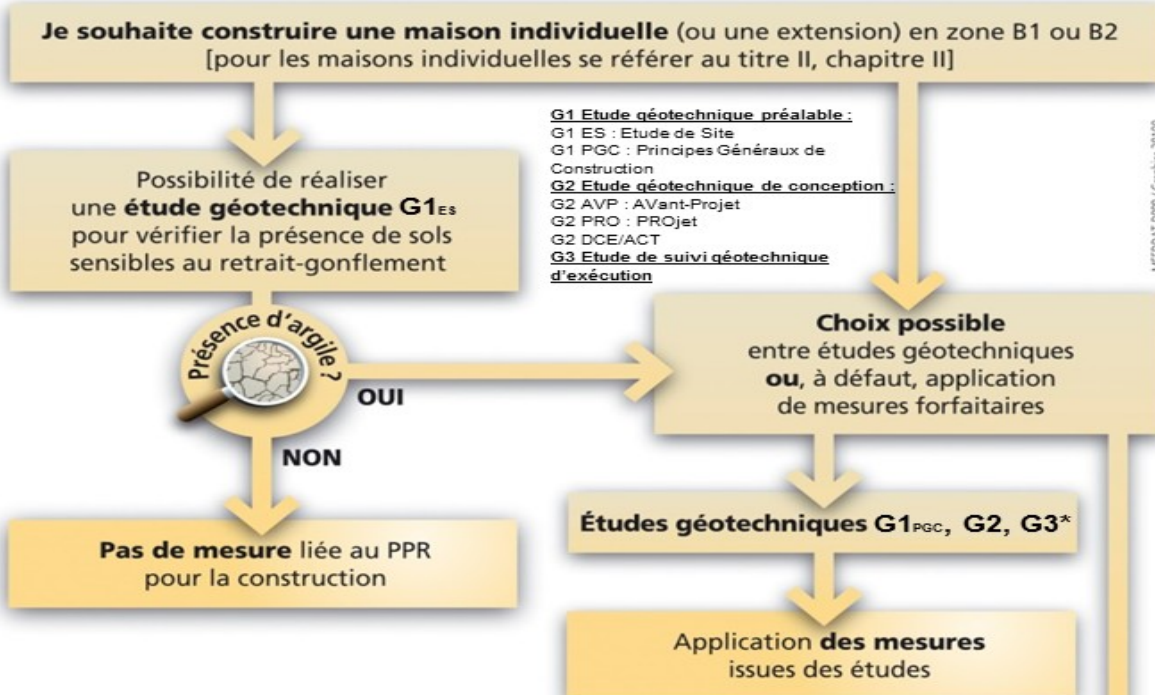 Je souhaite construire une maison individuelle (ou une extension) en zone B1 ou B2
[pour les maisons individuelles se référer au titre II, chapitre II]
G1 Etude géotechnique préalable :
G1 ES : Etude de Site
G1 PGC : Principes Généraux de
Construction
G2 Etude géotechnique de conception :
G2 AVP : AVant-Projet
G2 PRO : PROjet
G2 DCE/ACT
G3 Etude de suivi géotechnique
d'exécution
Possibilité de réaliser
une étude géotechnique G1ES
pour vérifier la présence de sols
sensibles au retrait-gonflement
Présence d'argile ?
OUI
NON
Pas de mesure liée au PPR
pour la construction
Choix possible
entre études géotechniques
ou, à défaut, application
de mesures forfaitaires
Études géotechniques G1PGC, G2, G3*
Application des mesures
issues des études